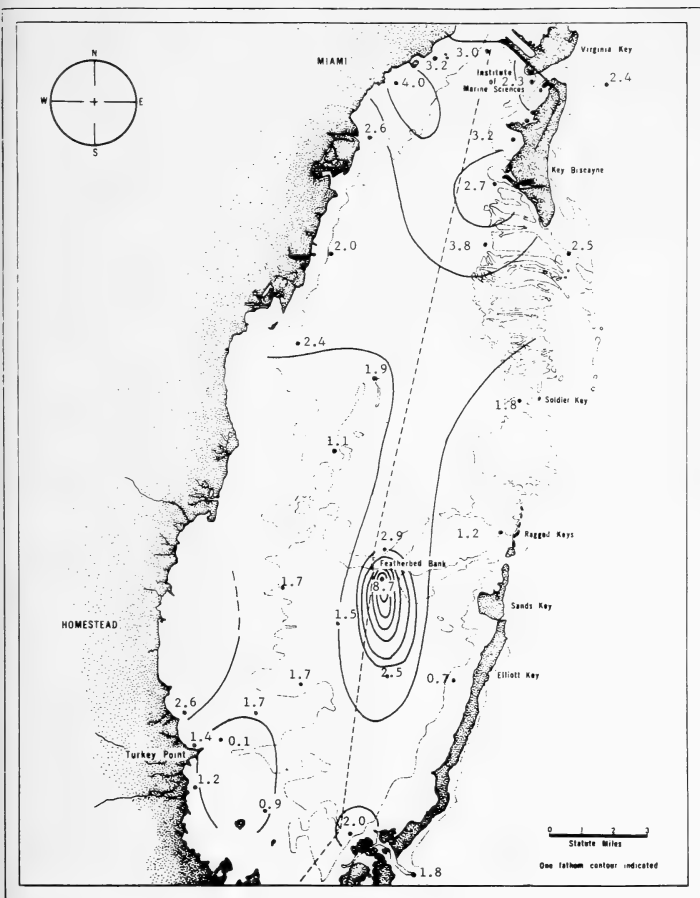 N
MIAMI
3.0
Virginia Key
3.2
Institute
of
2.3
Marine Sciences
4.0
2.4
W
E
S
2.6
3.2
Key Biscayne
2.7
2.0
3.8
2.5
2.4
1.9
1.8
Soldier Key
1.1
2.9
1.2
Ragged Keys
Featherbed Bank
1.7
8.7
1.5
Sands Key
HOMESTEAD
1.7
2.5
0.7
Elliott Key
2.6
1.7
1.4
0.1
Turkey Point
1.2
0.9
2.0
0 1 2 3
Statute Miles
One fathom contour indicated
1.8